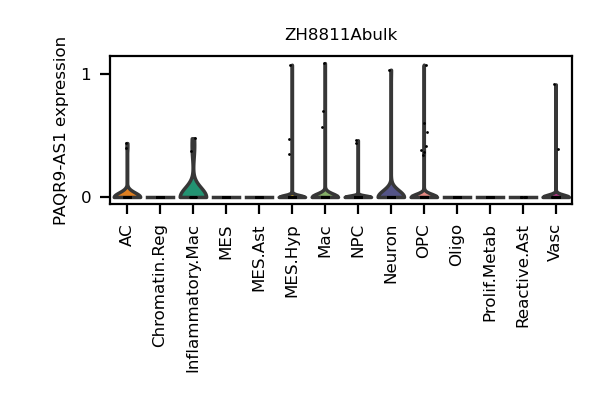 ZH8811Abulk
PAQR9-AS1 expression
1
0
AC
Chromatin.Reg
Inflammatory.Mac
MES
MES.Ast
MES.Hyp
Mac
NPC
Neuron
OPC
Oligo
Prolif.Metab
Reactive.Ast
Vasc